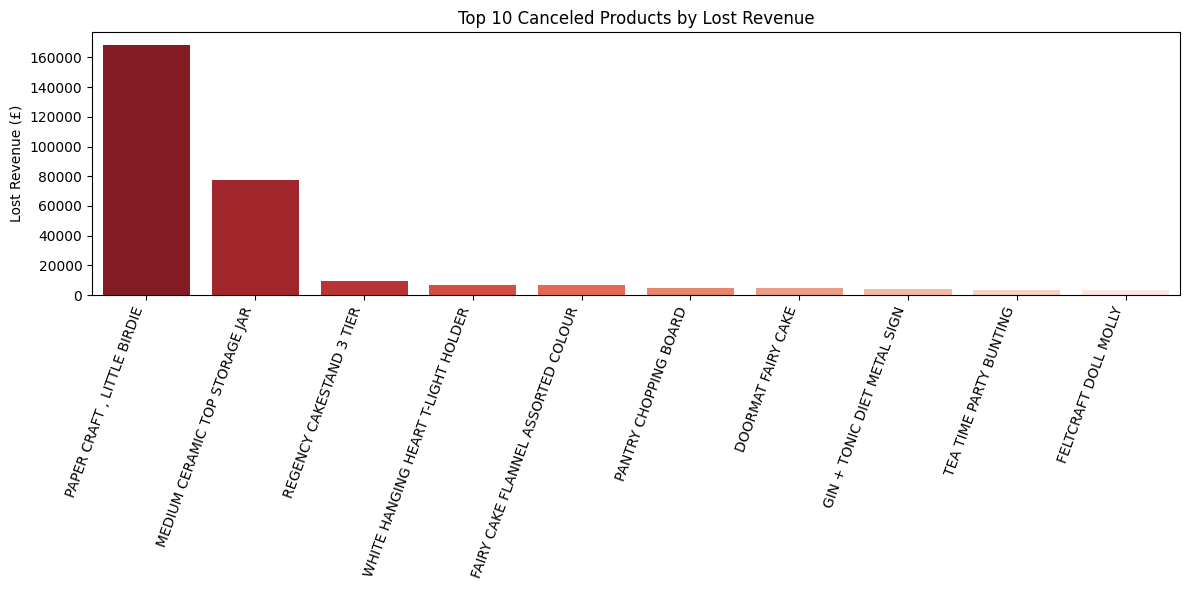 Top 10 Canceled Products by Lost Revenue
Lost Revenue (£)
160000
140000
120000
100000
80000
60000
40000
20000
0
PAPER CRAFT , LITTLE BIRDIE
MEDIUM CERAMIC TOP STORAGE JAR
REGENCY CAKESTAND 3 TIER
WHITE HANGING HEART T-LIGHT HOLDER
FAIRY CAKE FLANNEL ASSORTED COLOUR
PANTRY CHOPPING BOARD
DOORMAT FAIRY CAKE
GIN + TONIC DIET METAL SIGN
TEA TIME PARTY BUNTING
FELTCRAFT DOLL MOLLY